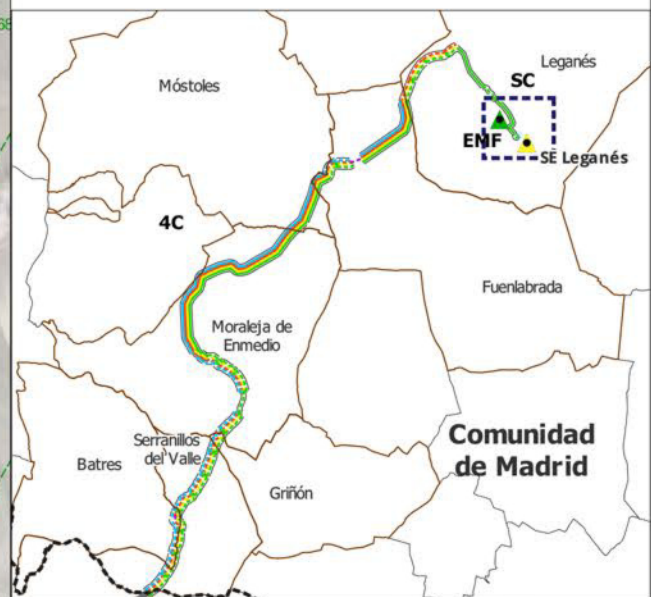 68
Leganés
Móstoles
SC
EMF
SE Leganés
4C
Fuenlabrada
Moraleja de
Enmedio
Comunidad
de Madrid
Serranillos
del Valle
Batres
Griñón